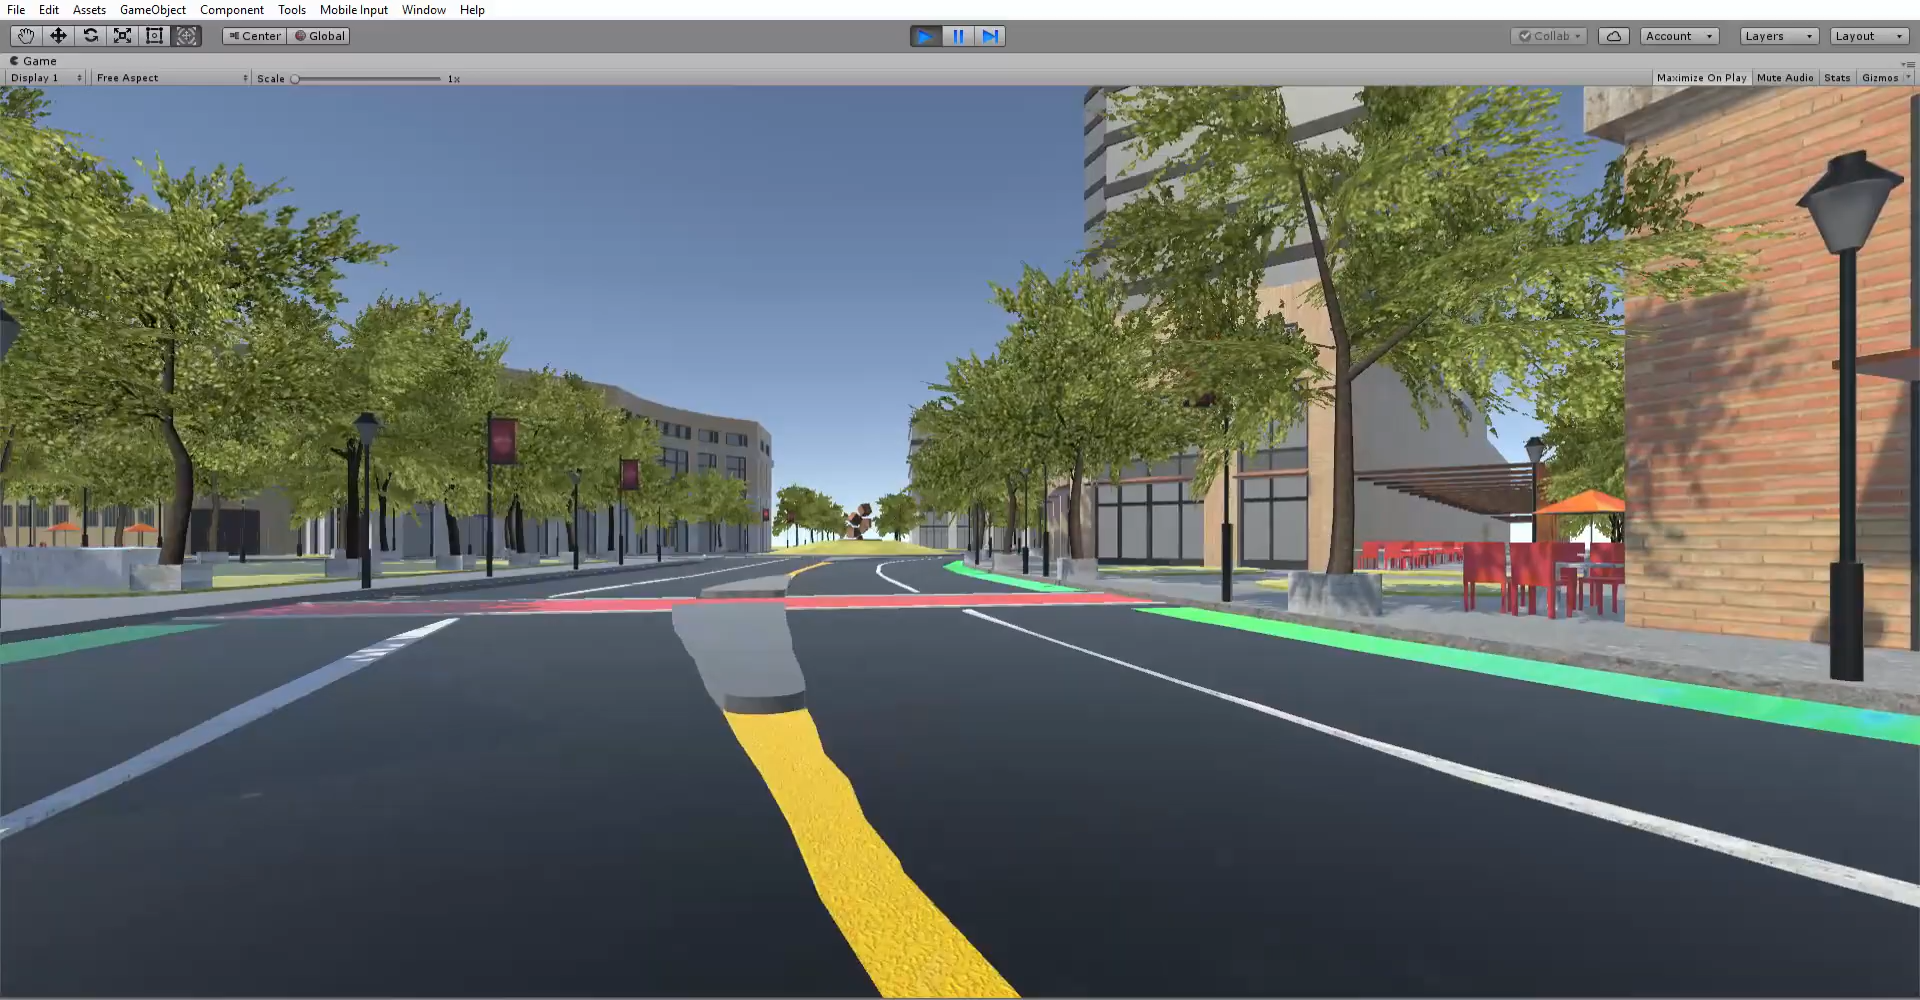 File Edit Assets GameObject Component Tools Mobile Input Window Help
Center Global Collab Account Layers Layout
Game
Display 1 Free Aspect Scale 1x Maximize On Play Mute Audio Stats Gizmos